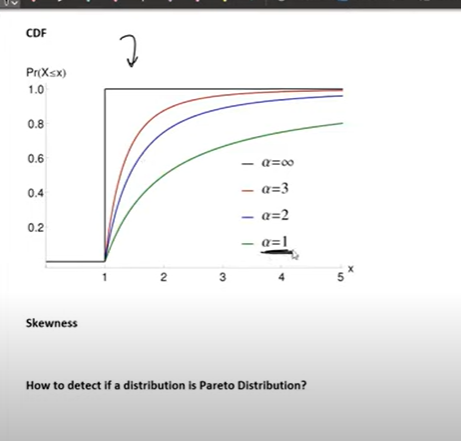 CDF
Pr(X≤x)
1.0
0.8
0.6
0.4
0.2
α=∞
α=3
α=2
α=1
1 2 3 4 5 x
Skewness
How to detect if a distribution is Pareto Distribution?